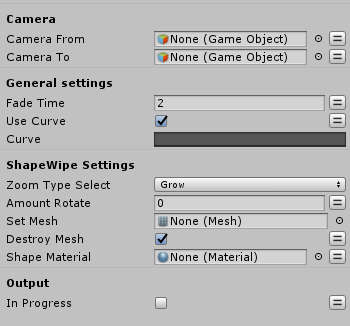 Camera
Camera From None (Game Object)
Camera To None (Game Object)
General settings
Fade Time 2
Use Curve
Curve
ShapeWipe Settings
Zoom Type Select Grow
Amount Rotate 0
Set Mesh None (Mesh)
Destroy Mesh
Shape Material None (Material)
Output
In Progress